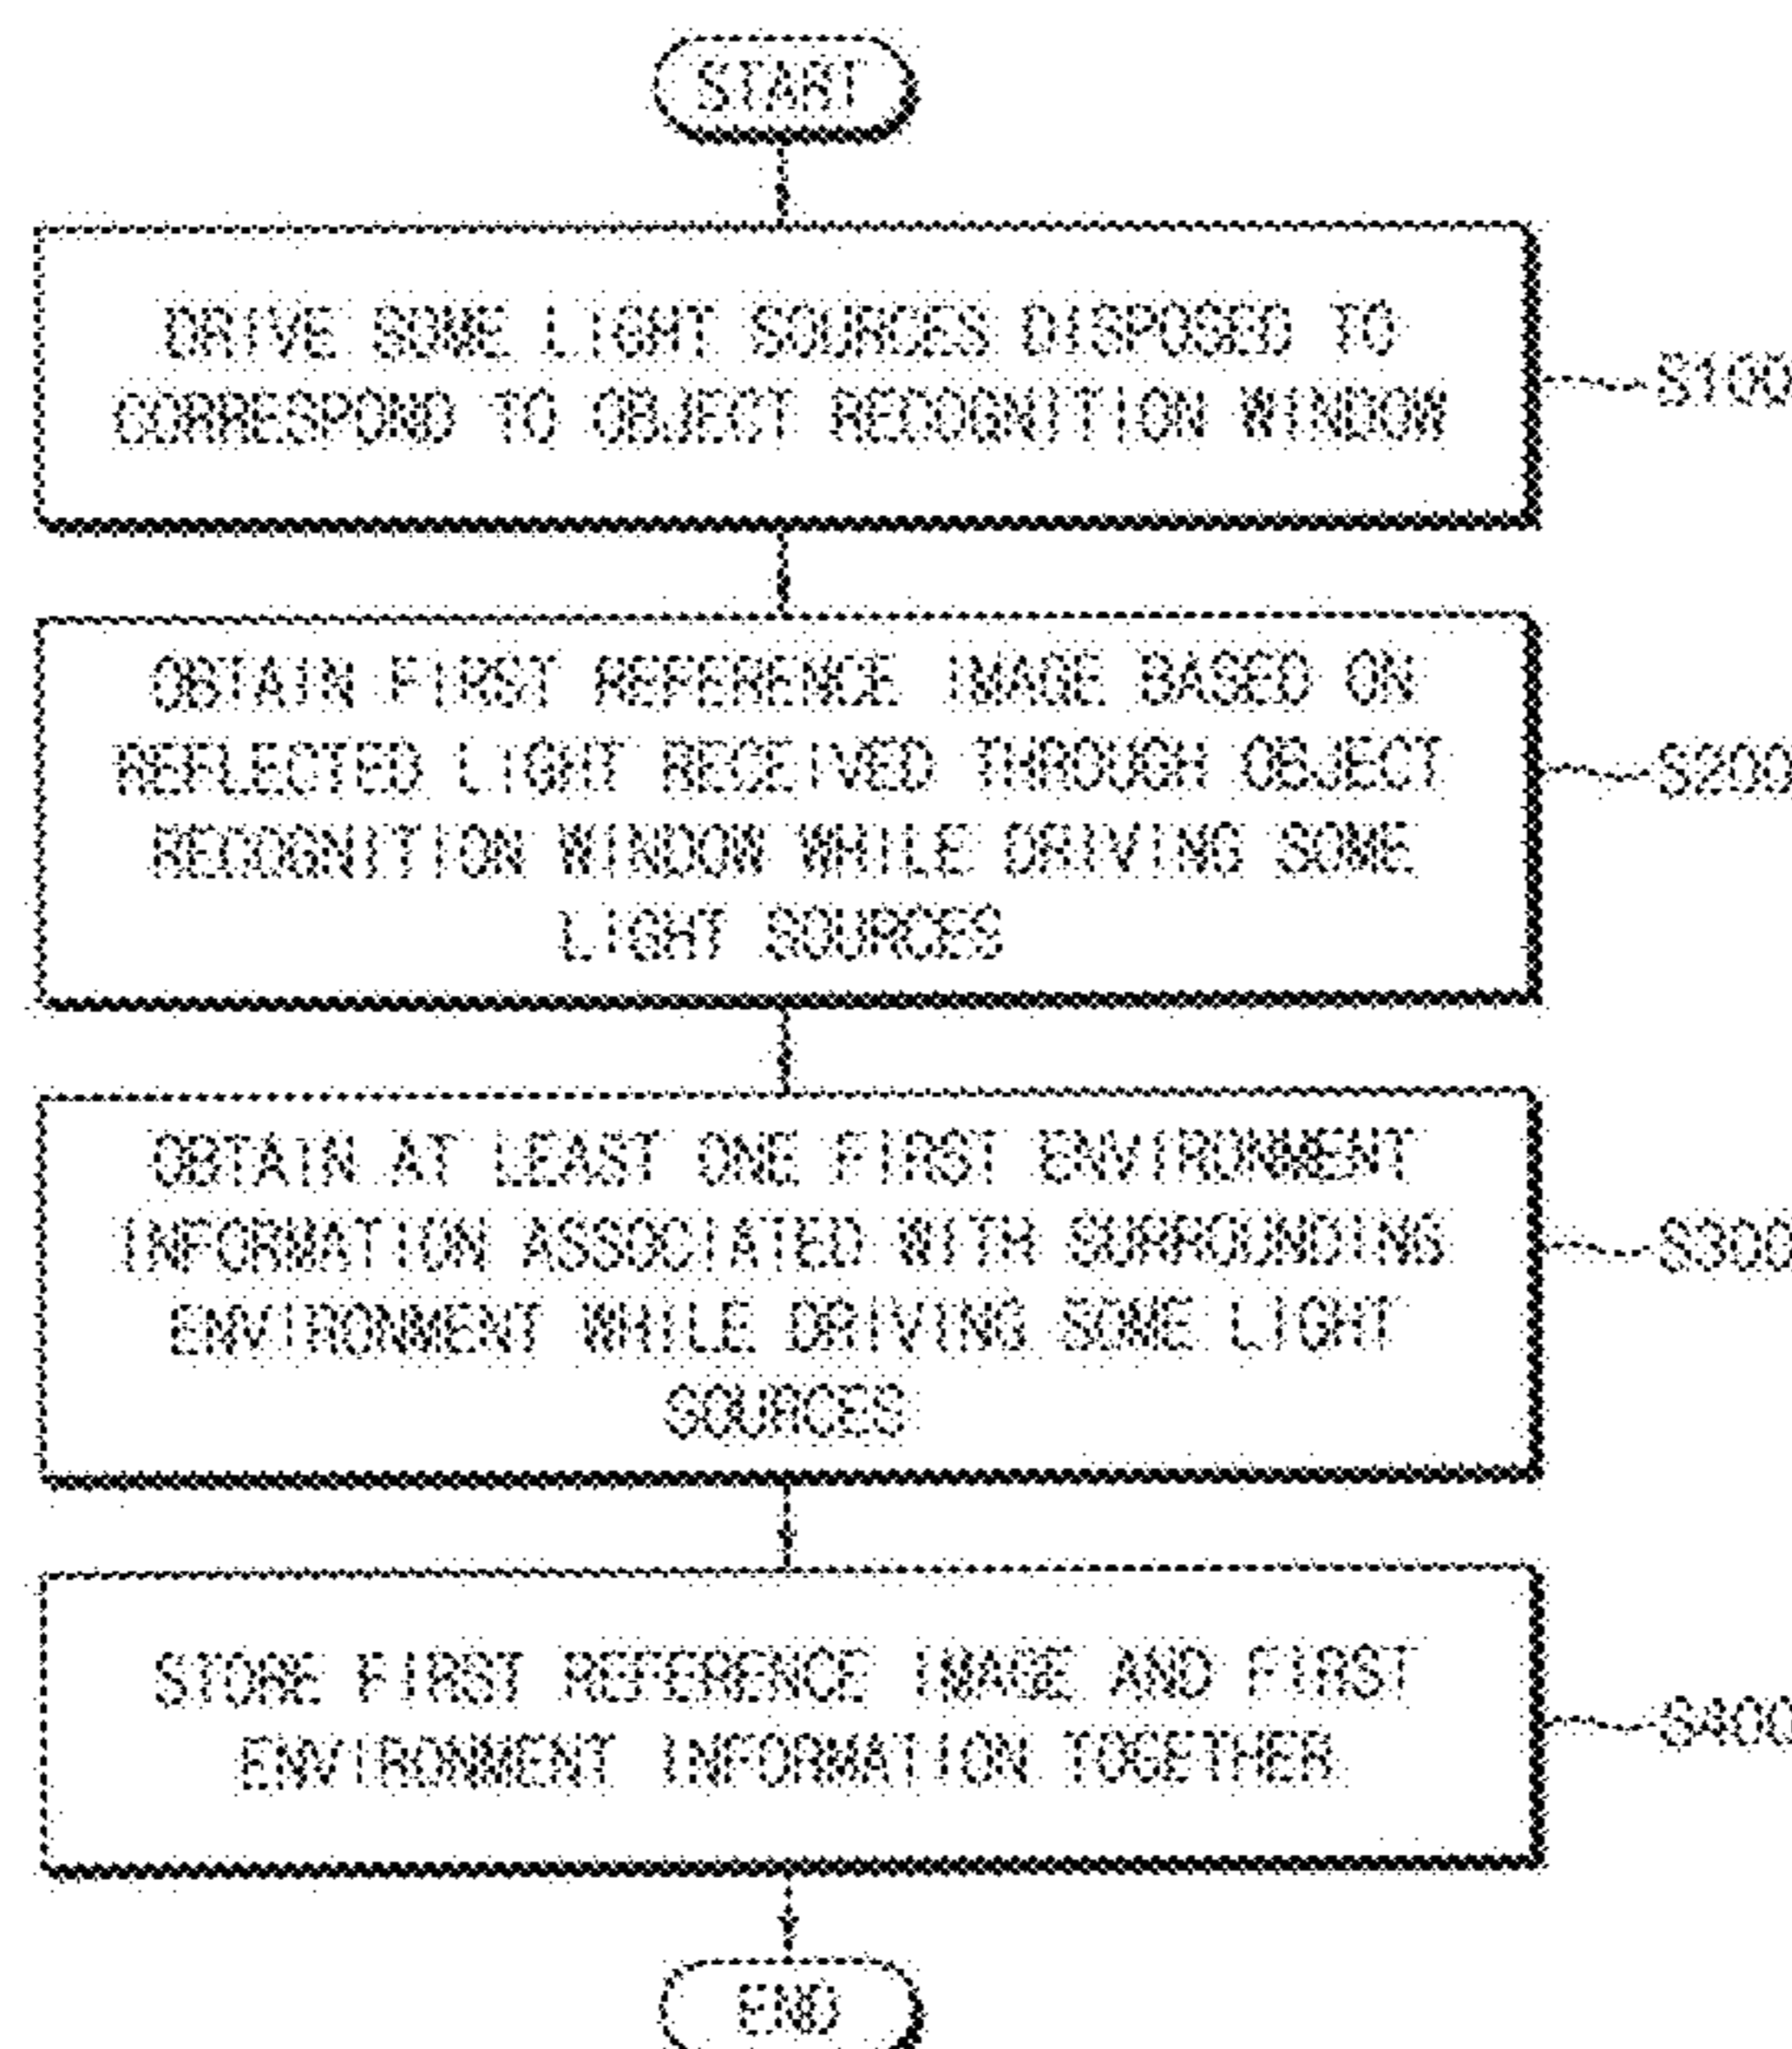 START
DRIVE SOME LIGHT SOURCES DISPOSED TO
CORRESPOND TO OBJECT RECOGNITION WINDOW
S100
OBTAIN FIRST REFERENCE IMAGE BASED ON
REFLECTED LIGHT RECEIVED THROUGH OBJECT
RECOGNITION WINDOW WHILE DRIVING SOME
LIGHT SOURCES
S200
OBTAIN AT LEAST ONE FIRST ENVIRONMENT
INFORMATION ASSOCIATED WITH SURROUNDING
ENVIRONMENT WHILE DRIVING SOME LIGHT
SOURCES
S300
STORE FIRST REFERENCE IMAGE AND FIRST
ENVIRONMENT INFORMATION TOGETHER
S400
END